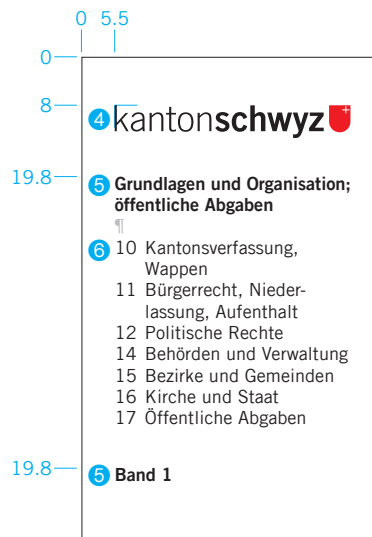 0 5.5
0
8
4 kantonschwyz
19.8
5 Grundlagen und Organisation;
öffentliche Abgaben
¶
6 10 Kantonsverfassung,
Wappen
11 Bürgerrecht, Nieder-
lassung, Aufenthalt
12 Politische Rechte
14 Behörden und Verwaltung
15 Bezirke und Gemeinden
16 Kirche und Staat
17 Öffentliche Abgaben
19.8
5 Band 1